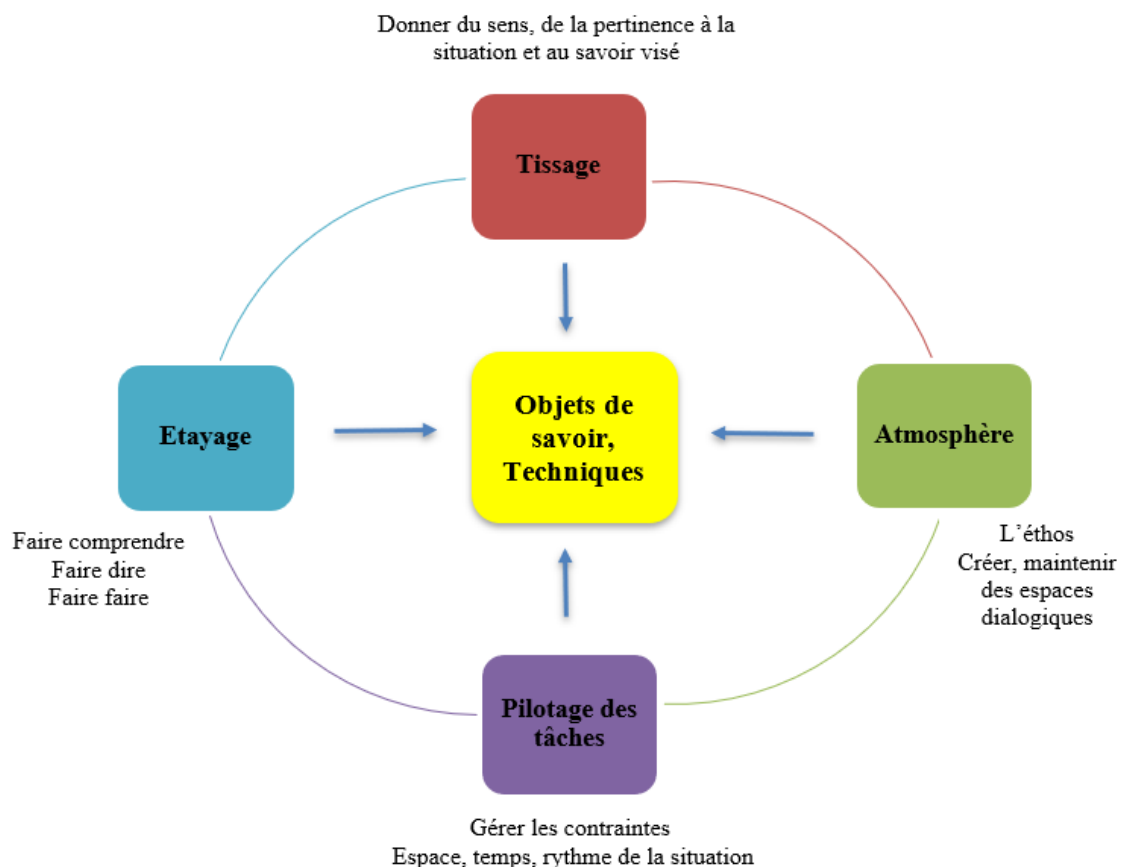 Donner du sens, de la pertinence à la
situation et au savoir visé
Tissage
Etayage
Objets de
savoir,
Techniques
Atmosphère
Faire comprendre
Faire dire
Faire faire
L’éthos
Créer, maintenir
des espaces
dialogiques
Pilotage des
tâches
Gérer les contraintes
Espace, temps, rythme de la situation